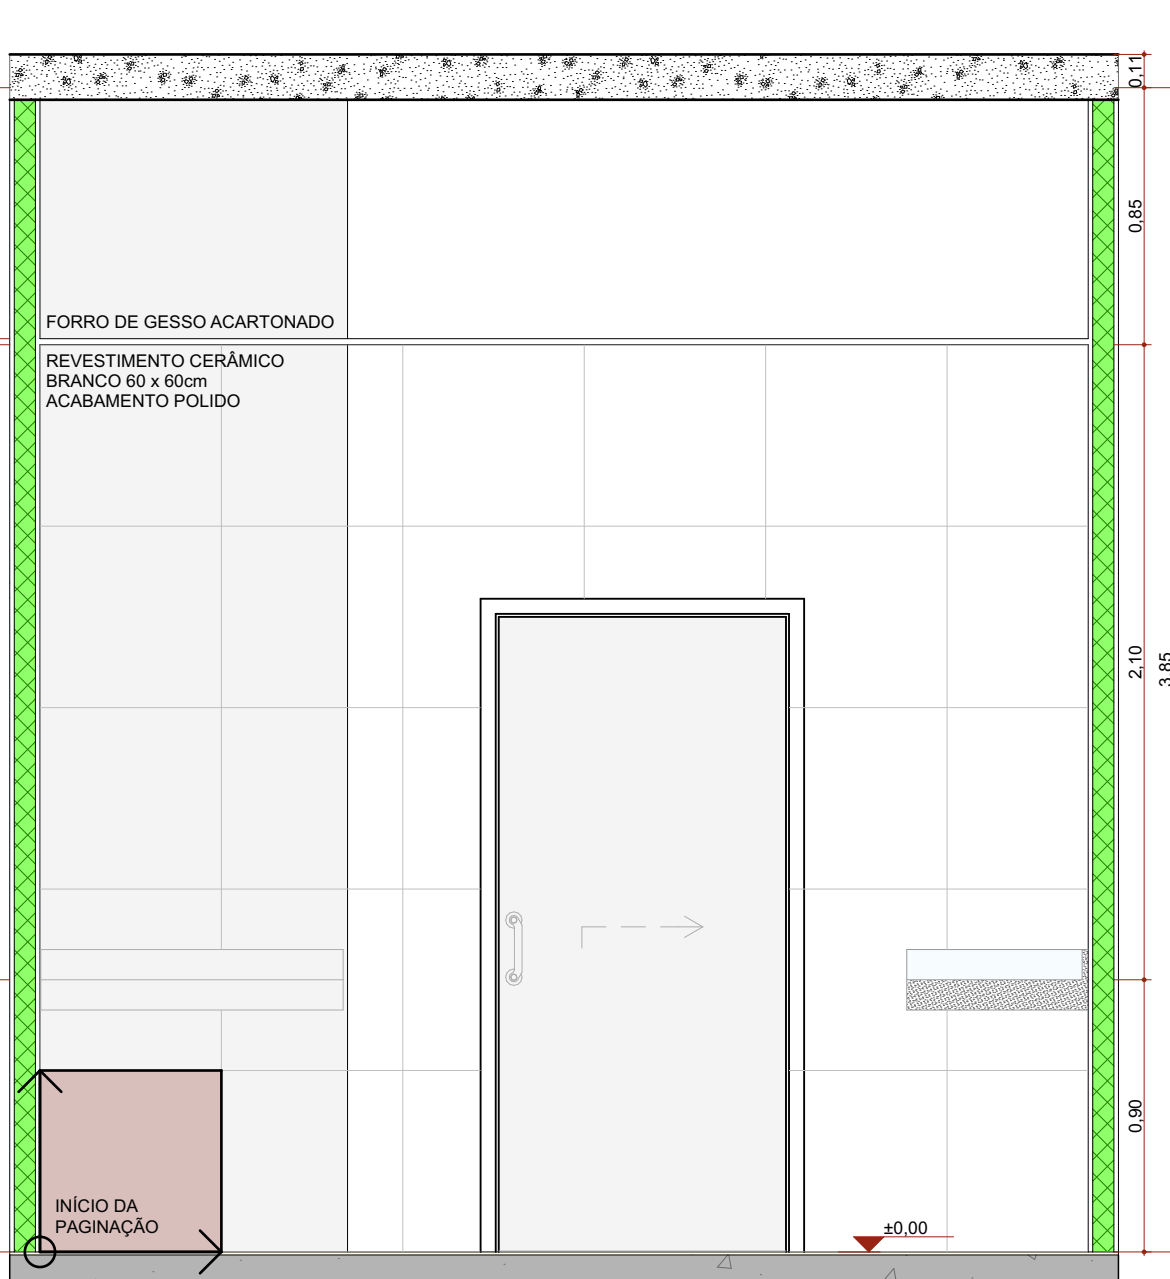 0,11
0,85
FORRO DE GESSO ACARTONADO
REVESTIMENTO CERÂMICO
BRANCO 60 x 60cm
ACABAMENTO POLIDO
2,10
3,85
0,90
INÍCIO DA
PAGINAÇÃO
±0,00